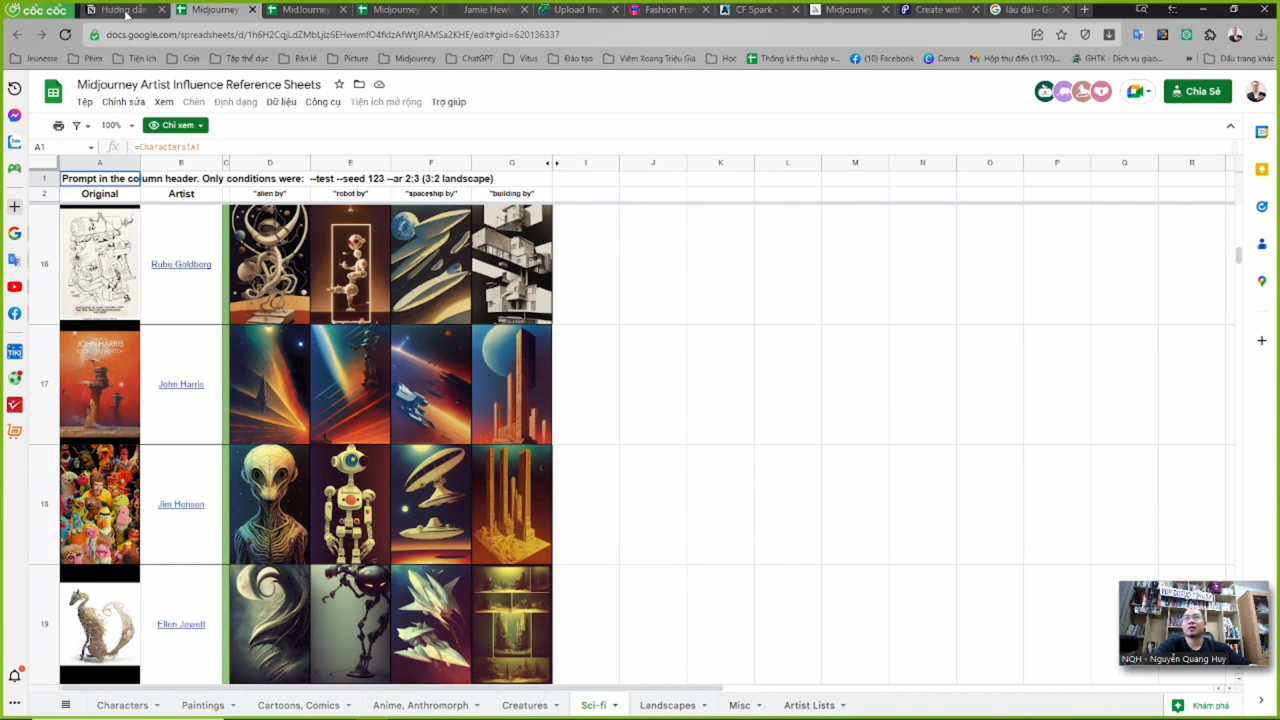 cốc cốc
Hướng dẫn
Midjourney
MidJourney
MidJourney
Jamie Hewle
Upload Ima
Fashion Pro
CF Spark - S
Midjourney
Create with
lâu đài - Go
docs.google.com/spreadsheets/d/1h6H2CqjLdZMbLjz6EHwemfO4fkIzAfWtjRAMSa2KHE/edit#gid=620136337
Jeunesse
Phim
Tiện ích
Coin
Tập thể dục
Bán lẻ
Picture
Midjourney
ChatGPT
Vitus
Đào tạo
Viêm Xoang Triệu Gia
Học
Thống kê thu nhập v...
(10) Facebook
Canva
Hộp thư đến (1.192)...
GHTK - Dịch vụ giao...
Dấu trang khác
Midjourney Artist Influence Reference Sheets
Tệp Chỉnh sửa Xem Chèn Định dạng Dữ liệu Công cụ Tiện ích mở rộng Trợ giúp
Chia Sẻ
100%
Chỉ xem
A1
=Characters!A1
A B C D E F G I J K L M N O P Q R
1 Prompt in the column header. Only conditions were: --test --seed 123 --ar 2:3 (3:2 landscape)
2 Original Artist "alien by" "robot by" "spaceship by" "building by"
16 Rube Goldberg
17 John Harris
JOHN HARRIS
18 Jim Henson
19 Ellen Jewett
Zalo
TIKI
NQH - Nguyễn Quang Huy
Characters
Paintings
Cartoons, Comics
Anime, Anthromorph
Creatures
Sci-fi
Landscapes
Misc
Artist Lists
Khám phá